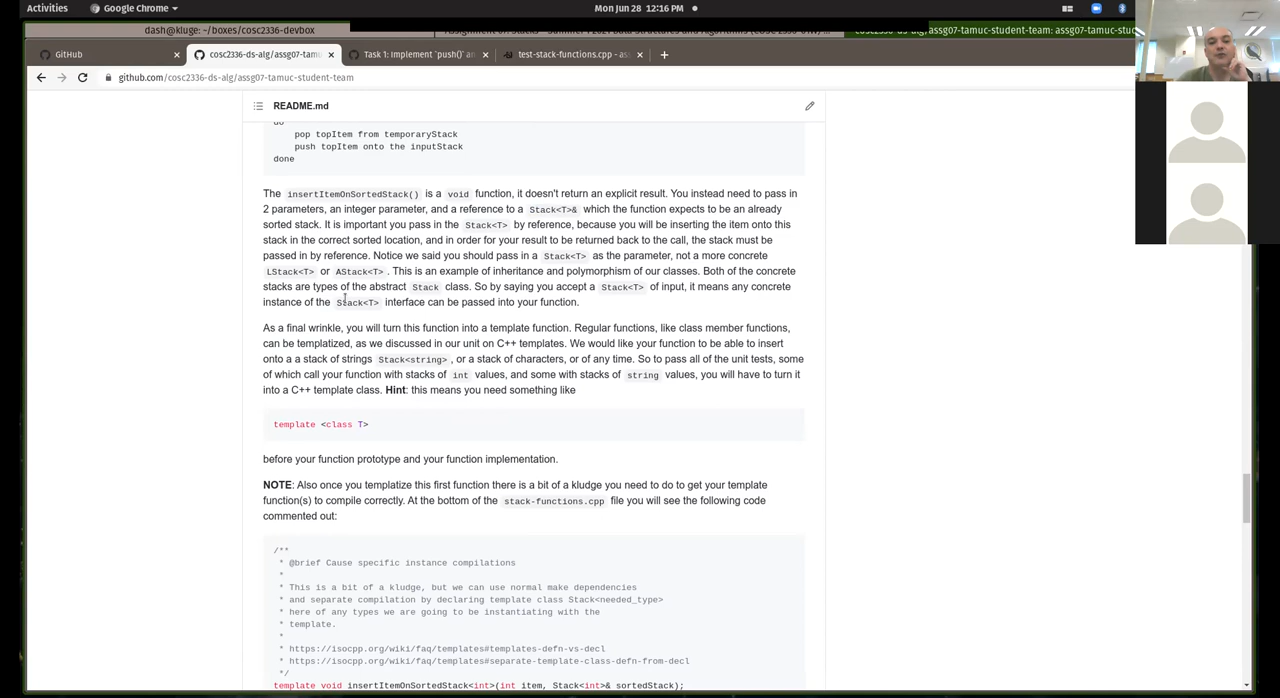 Activities
Google Chrome
Mon Jun 28 12:16 PM
dash@kluge: ~/boxes/cosc2336-devbox
cosc2336-ds-alg/assg07-tamuc-student-team: assg07-tamuc-stu
GitHub
cosc2336-ds-alg/assg07-tamu
Task 1: Implement `push()` an
test-stack-functions.cpp - as
github.com/cosc2336-ds-alg/assg07-tamuc-student-team
README.md
do
pop topItem from temporaryStack
push topItem onto the inputStack
done
The insertItemOnSortedStack() is a void function, it doesn't return an explicit result. You instead need to pass in
2 parameters, an integer parameter, and a reference to a Stack<T>& which the function expects to be an already
sorted stack. It is important you pass in the Stack<T> by reference, because you will be inserting the item onto this
stack in the correct sorted location, and in order for your result to be returned back to the call, the stack must be
passed in by reference. Notice we said you should pass in a Stack<T> as the parameter, not a more concrete
LStack<T> or AStack<T>. This is an example of inheritance and polymorphism of our classes. Both of the concrete
stacks are types of the abstract Stack class. So by saying you accept a Stack<T> of input, it means any concrete
instance of the Stack<T> interface can be passed into your function.
As a final wrinkle, you will turn this function into a template function. Regular functions, like class member functions,
can be templatized, as we discussed in our unit on C++ templates. We would like your function to be able to insert
onto a a stack of strings Stack<string>, or a stack of characters, or of any time. So to pass all of the unit tests, some
of which call your function with stacks of int values, and some with stacks of string values, you will have to turn it
into a C++ template class. Hint: this means you need something like
template <class T>
before your function prototype and your function implementation.
NOTE: Also once you templatize this first function there is a bit of a kludge you need to do to get your template
function(s) to compile correctly. At the bottom of the stack-functions.cpp file you will see the following code
commented out:
/**
* @brief Cause specific instance compilations
*
* This is a bit of a kludge, but we can use normal make dependencies
* and separate compilation by declaring template class Stack<needed_type>
* here of any types we are going to be instantiating with the
* template.
*
* https://isocpp.org/wiki/faq/templates#templates-defn-vs-decl
* https://isocpp.org/wiki/faq/templates#separate-template-class-defn-from-decl
*/
template void insertItemOnSortedStack<int>(int item, Stack<int>& sortedStack);